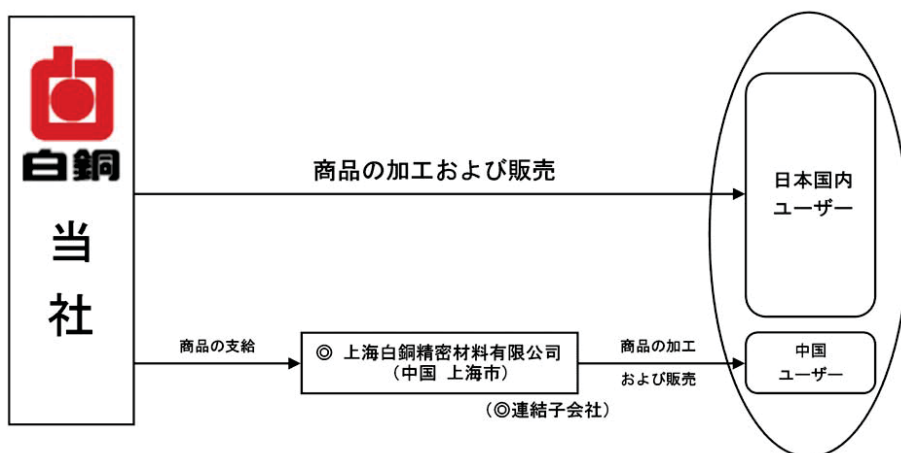 白銅
当
社
商品の加工および販売
日本国内
ユーザー
商品の支給
◎ 上海白銅精密材料有限公司
(中国 上海市)
商品の加工
および販売
中国
ユーザー
(◎連結子会社)